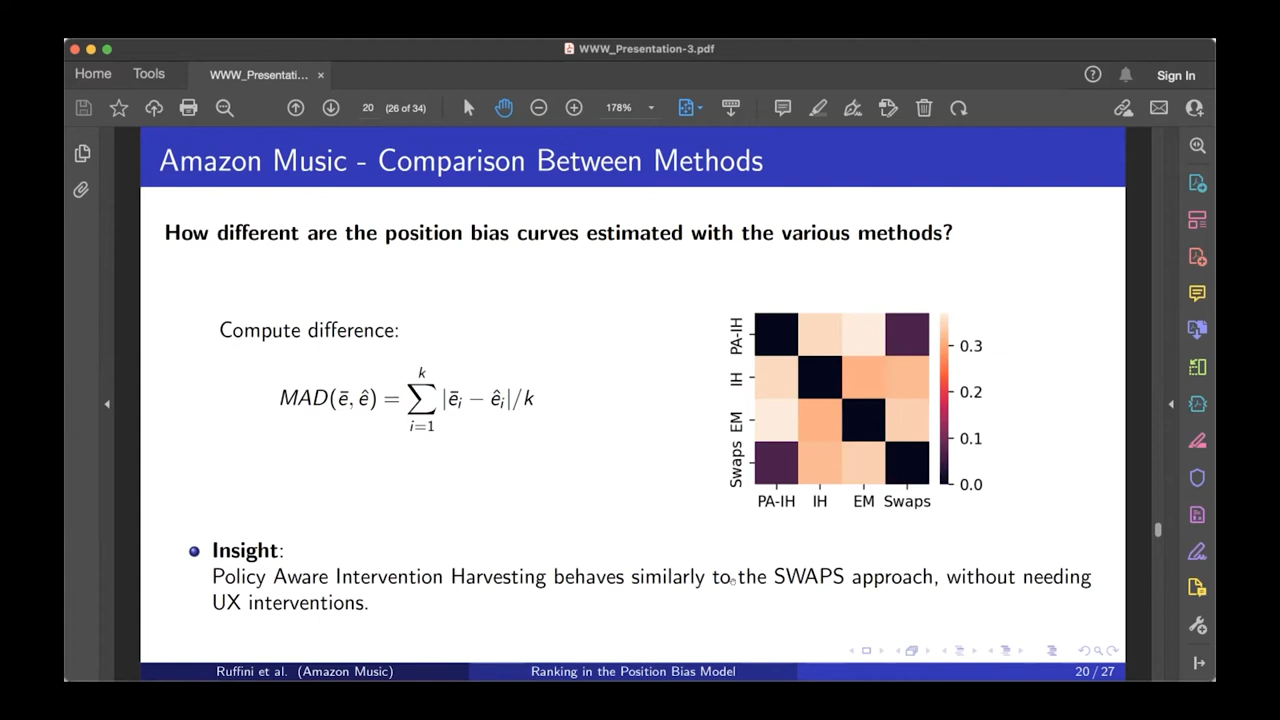 WWW_Presentation-3.pdf
Home Tools WWW_Presentati... × Sign In
20 (26 of 34) 178%
Amazon Music - Comparison Between Methods
How different are the position bias curves estimated with the various methods?
Compute difference:
MAD(ē, ê) = ∑_{i=1}^{k} |ē_i − ê_i|/k
PA-IH
IH
EM
Swaps
PA-IH IH EM Swaps
0.3
0.2
0.1
0.0
Insight:
Policy Aware Intervention Harvesting behaves similarly to the SWAPS approach, without needing
UX interventions.
Ruffini et al. (Amazon Music) Ranking in the Position Bias Model 20 / 27